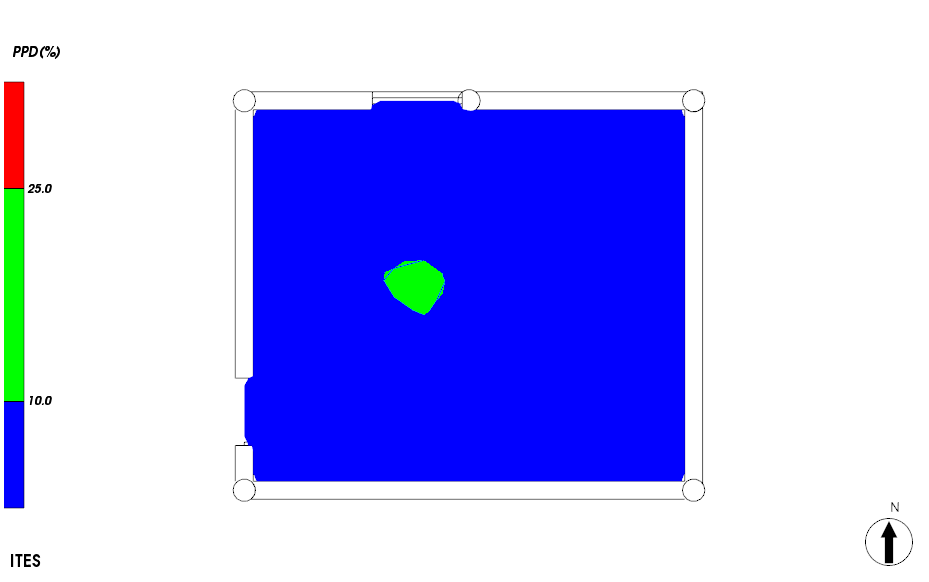 PPD(%)
25.0
10.0
N
ITES